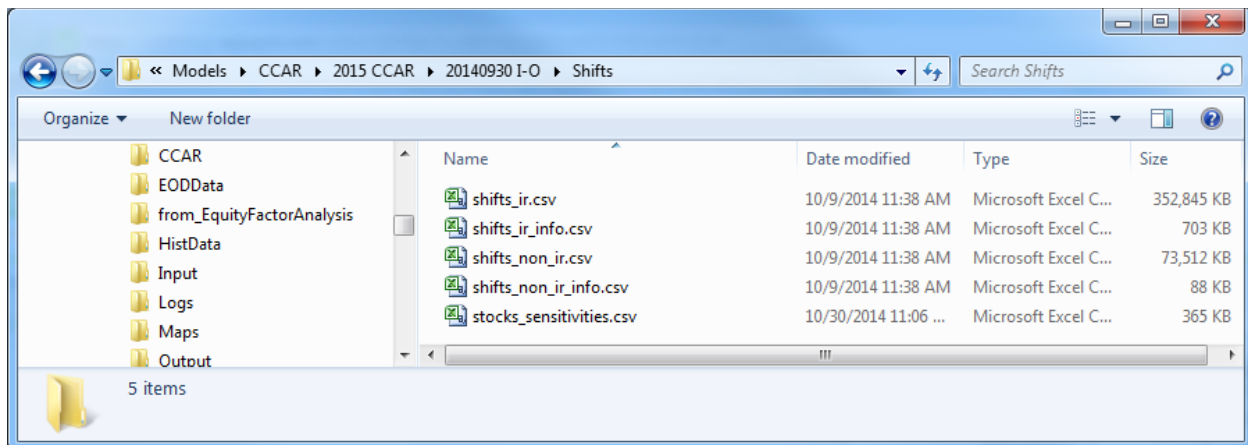 « Models ▸ CCAR ▸ 2015 CCAR ▸ 20140930 I-O ▸ Shifts Search Shifts
Organize ▾ New folder
CCAR
EODData
from_EquityFactorAnalysis
HistData
Input
Logs
Maps
Output
Name Date modified Type Size
shifts_ir.csv 10/9/2014 11:38 AM Microsoft Excel C... 352,845 KB
shifts_ir_info.csv 10/9/2014 11:38 AM Microsoft Excel C... 703 KB
shifts_non_ir.csv 10/9/2014 11:38 AM Microsoft Excel C... 73,512 KB
shifts_non_ir_info.csv 10/9/2014 11:38 AM Microsoft Excel C... 88 KB
stocks_sensitivities.csv 10/30/2014 11:06 ... Microsoft Excel C... 365 KB
5 items